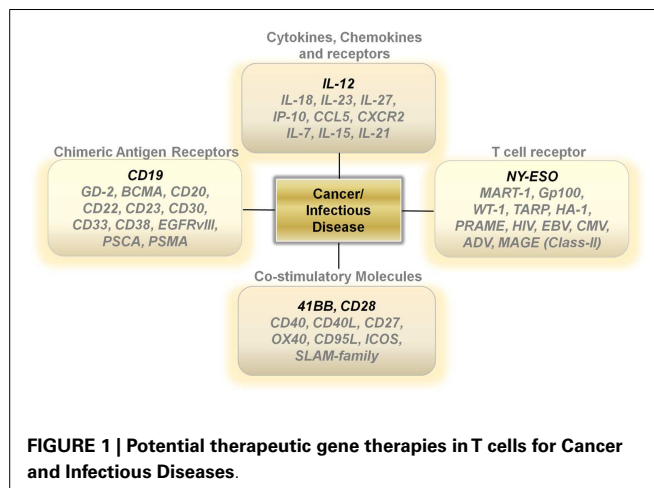 Cytokines, Chemokines
and receptors
IL-12
IL-18, IL-23, IL-27,
IP-10, CCL5, CXCR2
IL-7, IL-15, IL-21
Chimeric Antigen Receptors
CD19
GD-2, BCMA, CD20,
CD22, CD23, CD30,
CD33, CD38, EGFRvIII,
PSCA, PSMA
Cancer/
Infectious
Disease
T cell receptor
NY-ESO
MART-1, Gp100,
WT-1, TARP, HA-1,
PRAME, HIV, EBV, CMV,
ADV, MAGE (Class-II)
Co-stimulatory Molecules
41BB, CD28
CD40, CD40L, CD27,
OX40, CD95L, ICOS,
SLAM-family
FIGURE 1 | Potential therapeutic gene therapies in T cells for Cancer
and Infectious Diseases.